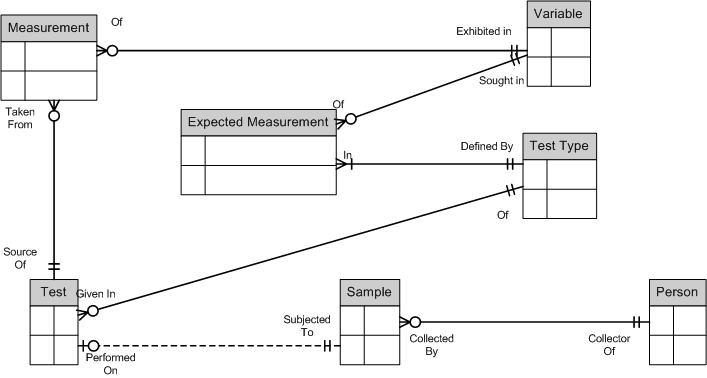 Of
Variable
Measurement
Exhibited in
Sought in
Of
Taken
From
Expected Measurement
Defined By
Test Type
In
Of
Source
Of
Test
Given In
Sample
Person
Subjected
To
Performed
On
Collected
By
Collector
Of